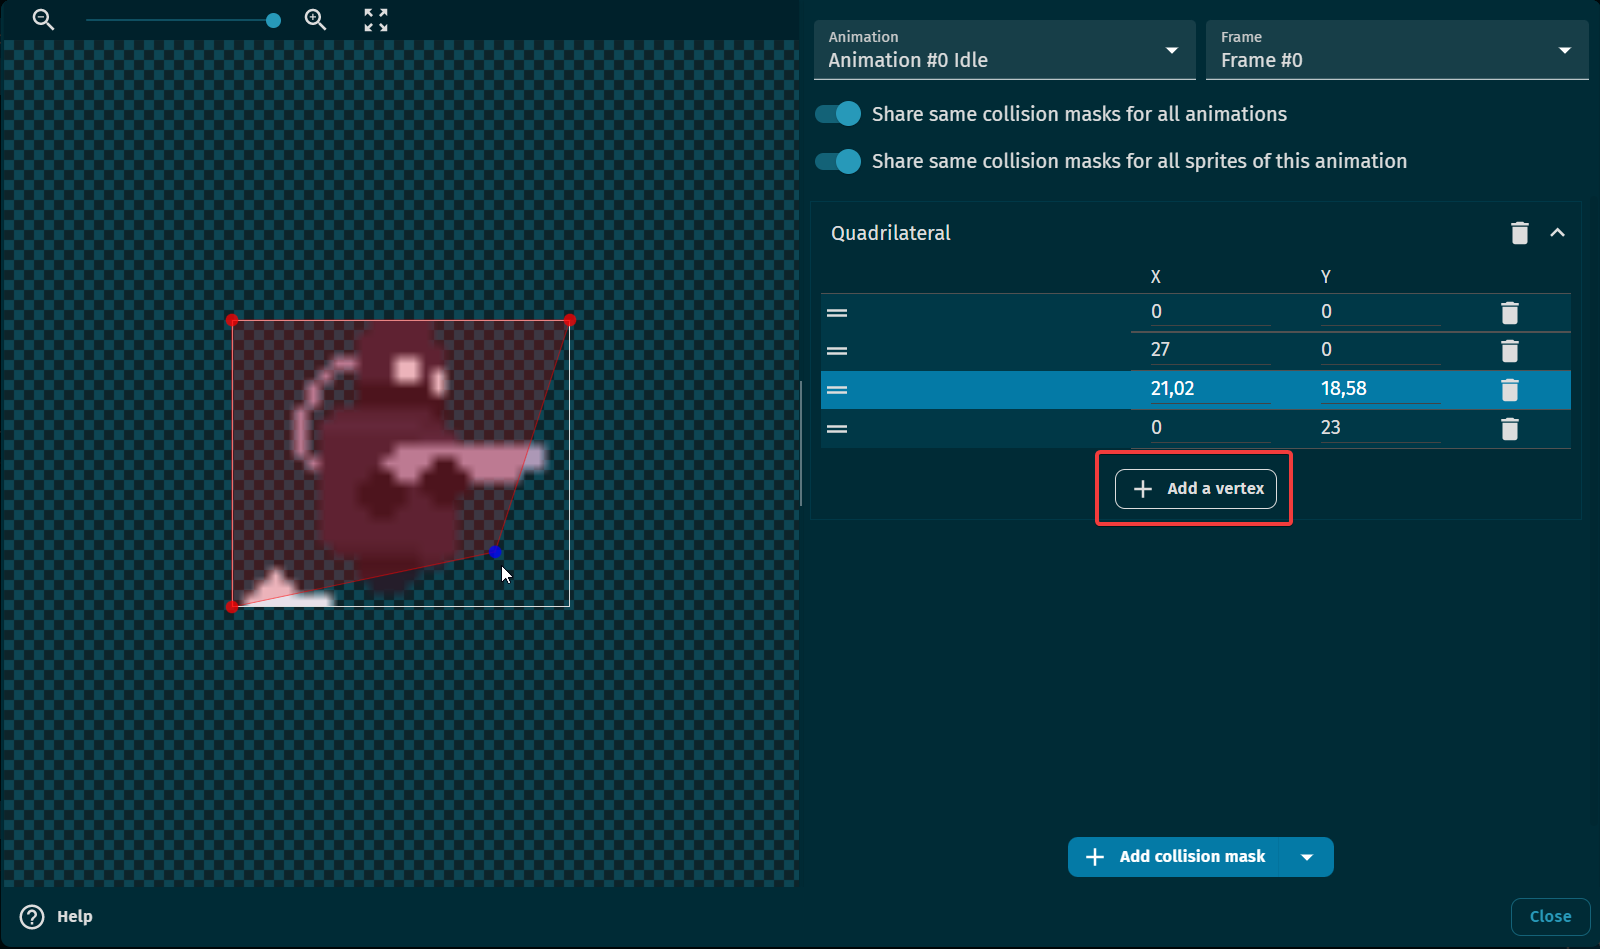 Animation
Animation #0 Idle
Frame
Frame #0
Share same collision masks for all animations
Share same collision masks for all sprites of this animation
Quadrilateral
X Y
0 0
27 0
21,02 18,58
0 23
Add a vertex
Add collision mask
Help
Close